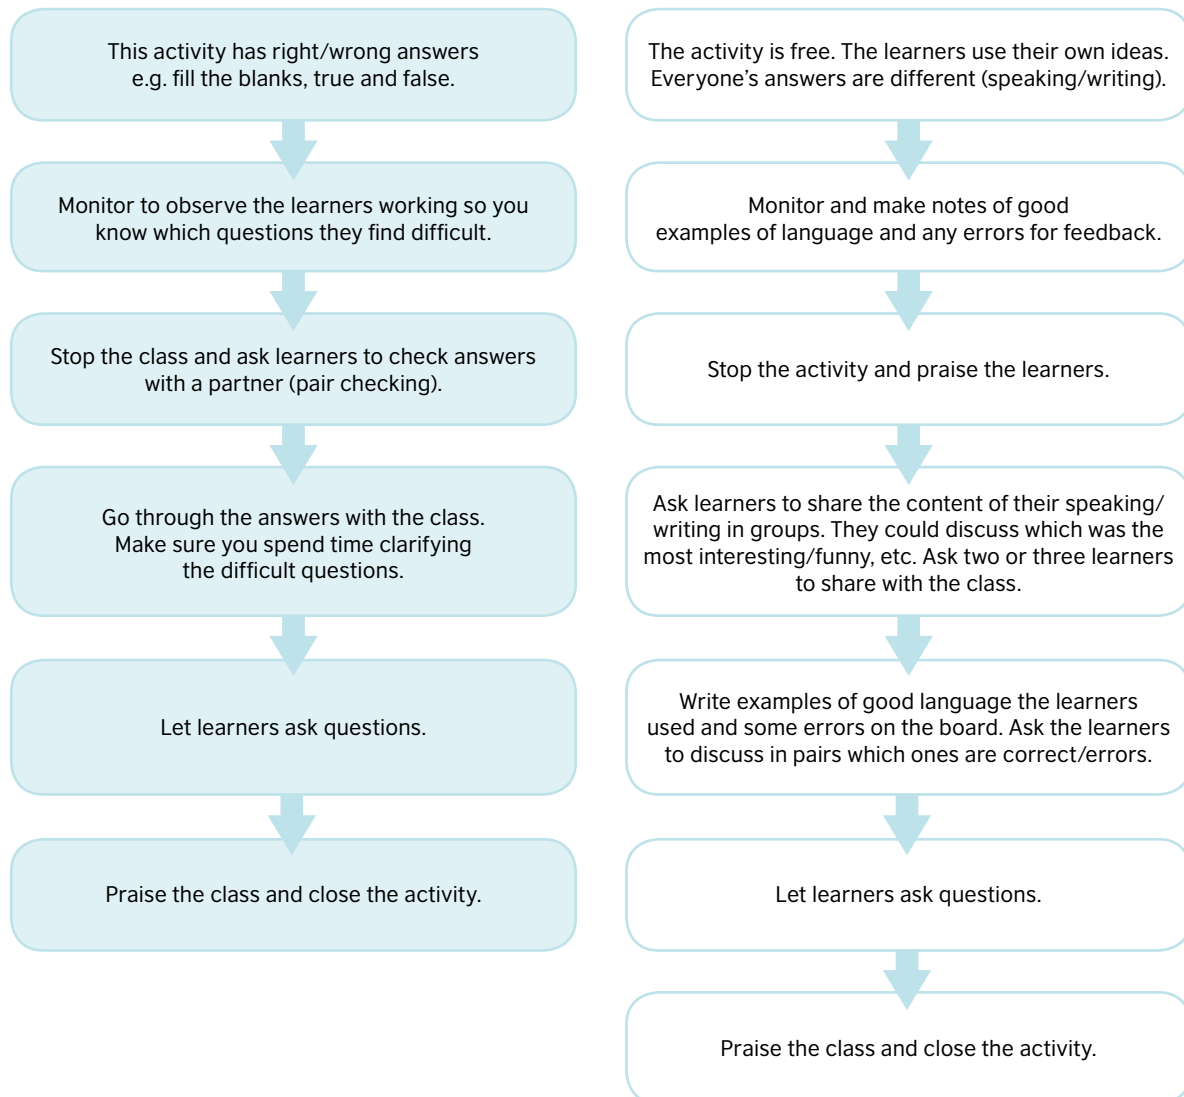 This activity has right/wrong answers
e.g. fill the blanks, true and false.
Monitor to observe the learners working so you
know which questions they find difficult.
Stop the class and ask learners to check answers
with a partner (pair checking).
Go through the answers with the class.
Make sure you spend time clarifying
the difficult questions.
Let learners ask questions.
Praise the class and close the activity.
The activity is free. The learners use their own ideas.
Everyone’s answers are different (speaking/writing).
Monitor and make notes of good
examples of language and any errors for feedback.
Stop the activity and praise the learners.
Ask learners to share the content of their speaking/
writing in groups. They could discuss which was the
most interesting/funny, etc. Ask two or three learners
to share with the class.
Write examples of good language the learners
used and some errors on the board. Ask the learners
to discuss in pairs which ones are correct/errors.
Let learners ask questions.
Praise the class and close the activity.